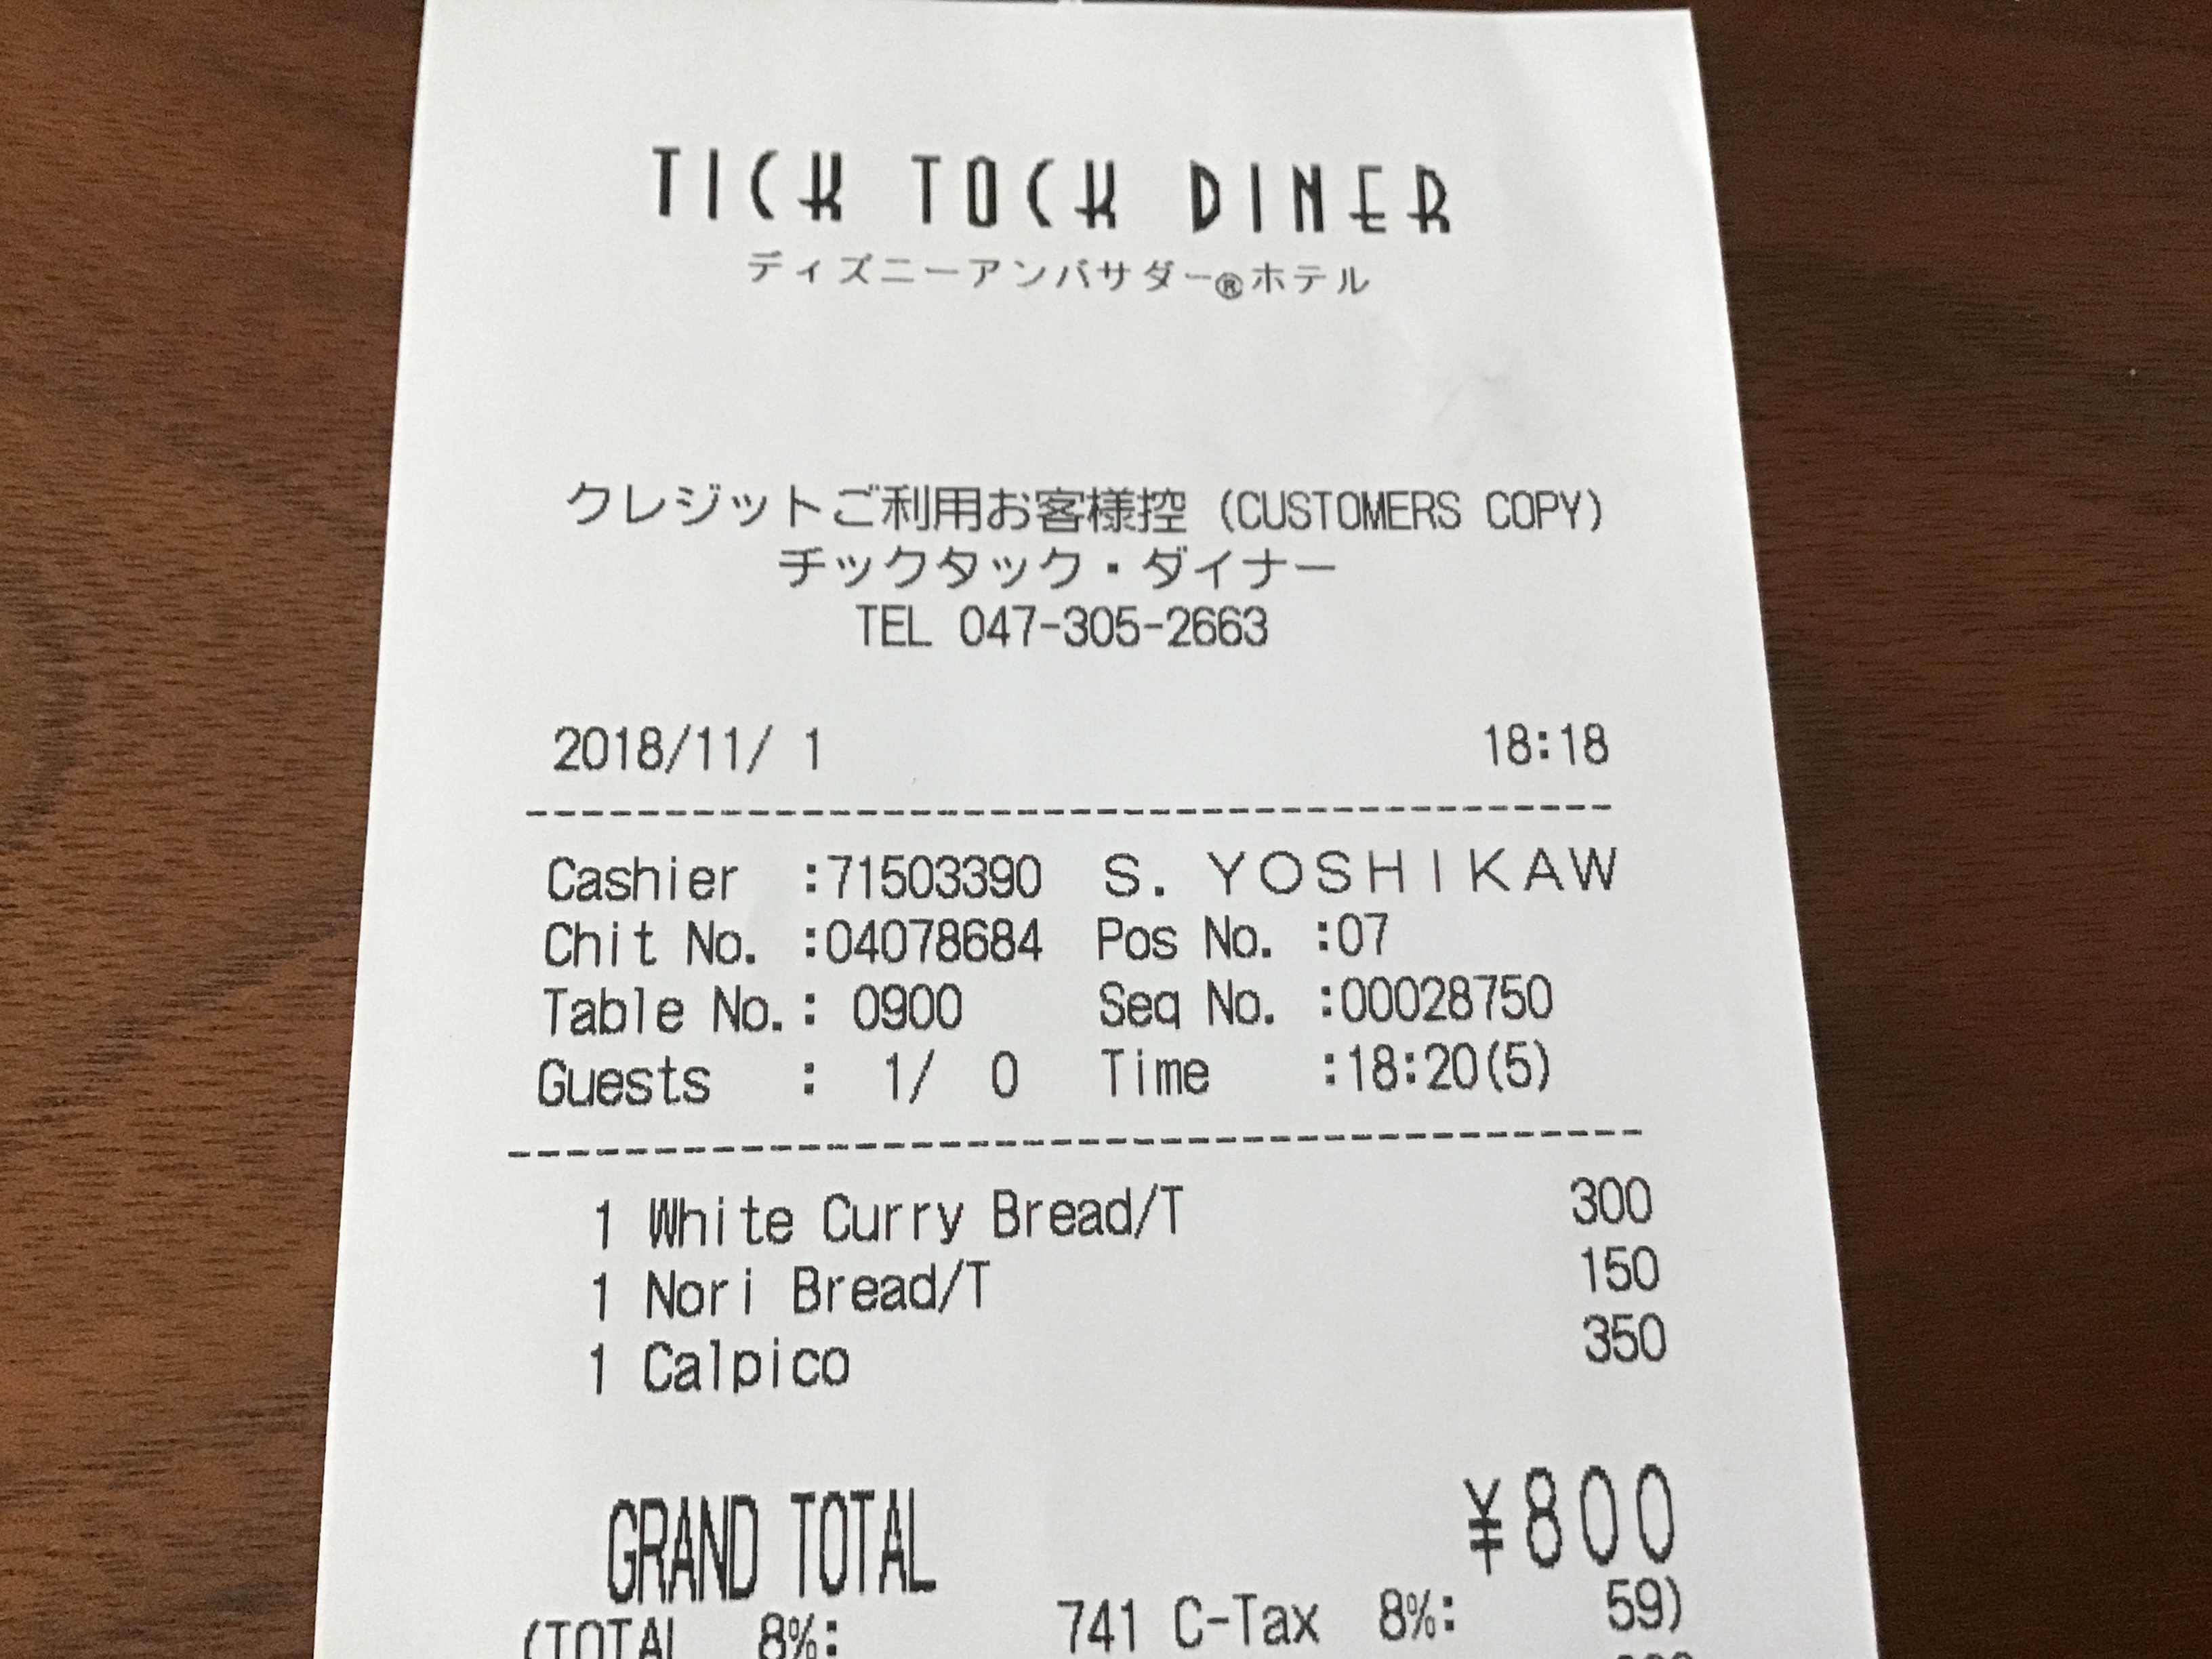 TICK TOCK DINER
ディズニーアンバサダー®ホテル
クレジットご利用お客様控 (CUSTOMERS COPY)
チックタック・ダイナー
TEL 047-305-2663
2018/11/ 1 18:18
Cashier :71503390 S. YOSHIKAW
Chit No. :04078684 Pos No. :07
Table No.: 0900 Seq No. :00028750
Guests : 1/ 0 Time :18:20(5)
1 White Curry Bread/T 300
1 Nori Bread/T 150
1 Calpico 350
GRAND TOTAL ¥800
(TOTAL 8%: 741 C-Tax 8%: 59)